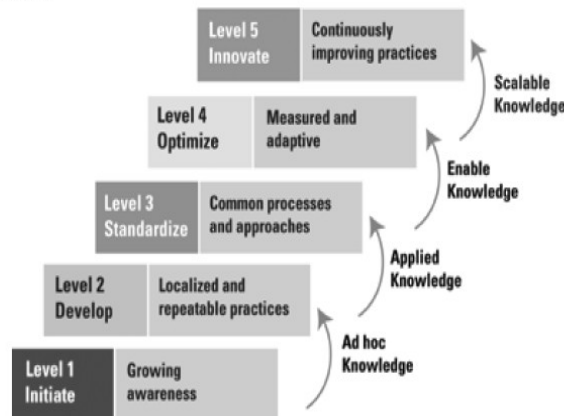 Level 5
Innovate
Continuously
improving practices
Scalable
Knowledge
Level 4
Optimize
Measured and
adaptive
Enable
Knowledge
Level 3
Standardize
Common processes
and approaches
Applied
Knowledge
Level 2
Develop
Localized and
repeatable practices
Ad hoc
Knowledge
Level 1
Initiate
Growing
awareness